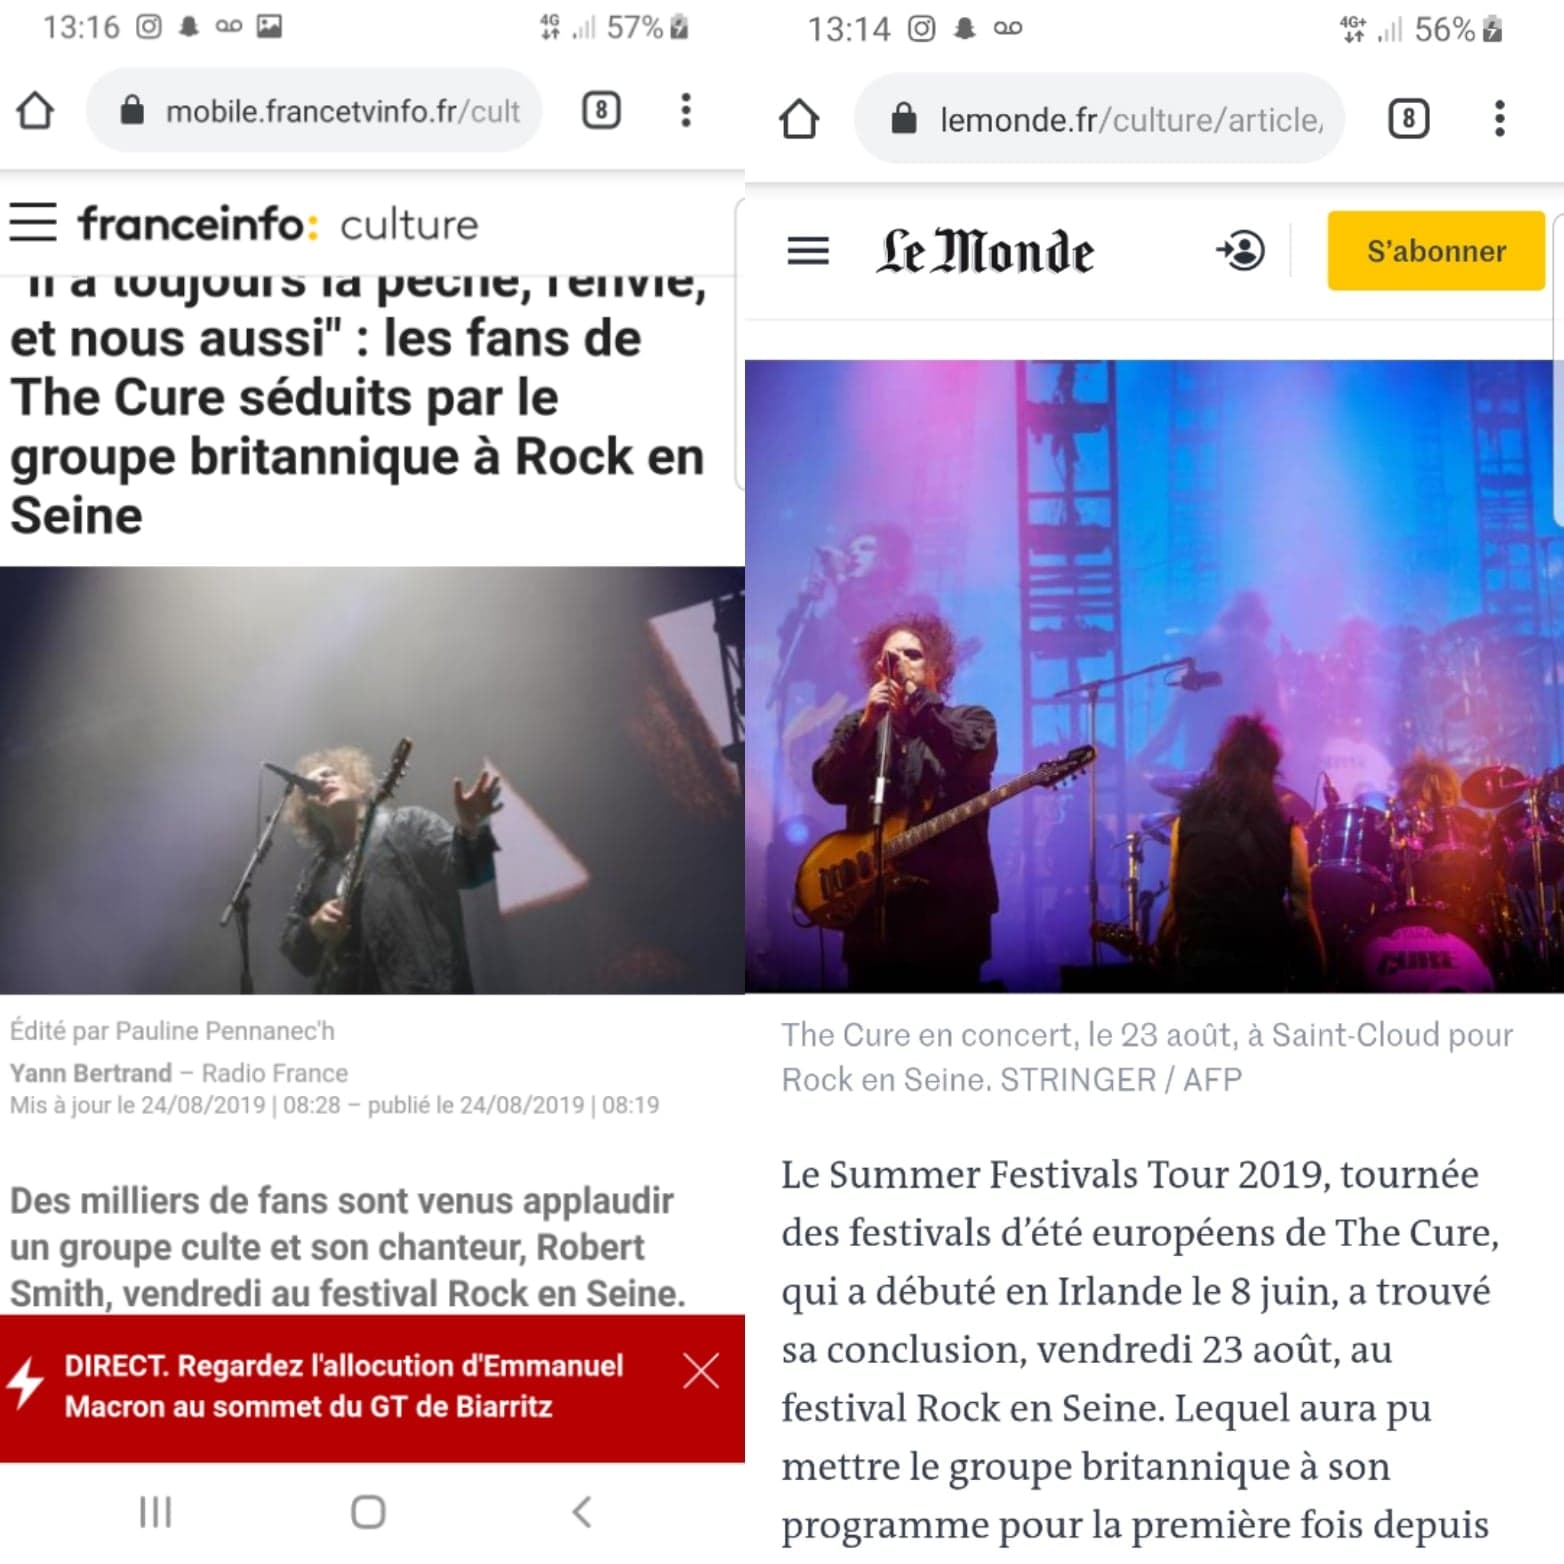 13:16
4G 57%
mobile.francetvinfo.fr/cult
8
franceinfo: culture
"Il a toujours la pêche, l'envie,
et nous aussi" : les fans de
The Cure séduits par le
groupe britannique à Rock en
Seine
Édité par Pauline Pennanec'h
Yann Bertrand – Radio France
Mis à jour le 24/08/2019 | 08:28 – publié le 24/08/2019 | 08:19
Des milliers de fans sont venus applaudir
un groupe culte et son chanteur, Robert
Smith, vendredi au festival Rock en Seine.
DIRECT. Regardez l'allocution d'Emmanuel
Macron au sommet du G7 de Biarritz
13:14
4G+ 56%
lemonde.fr/culture/article/
8
Le Monde
S'abonner
CURE
The Cure en concert, le 23 août, à Saint-Cloud pour
Rock en Seine. STRINGER / AFP
Le Summer Festivals Tour 2019, tournée
des festivals d'été européens de The Cure,
qui a débuté en Irlande le 8 juin, a trouvé
sa conclusion, vendredi 23 août, au
festival Rock en Seine. Lequel aura pu
mettre le groupe britannique à son
programme pour la première fois depuis